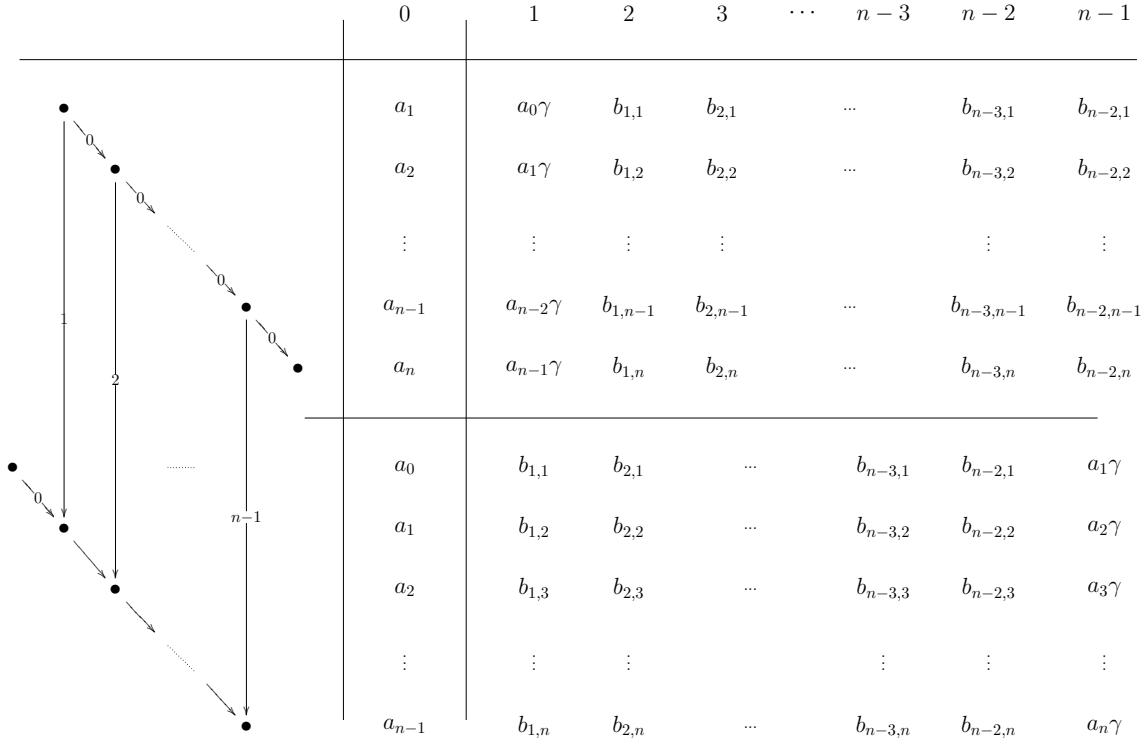 0 1 2 3 ⋯ n − 3 n − 2 n − 1
a_1 a_0γ b_{1,1} b_{2,1} ... b_{n−3,1} b_{n−2,1}
0
a_2 a_1γ b_{1,2} b_{2,2} ... b_{n−3,2} b_{n−2,2}
0
⋮ ⋮ ⋮ ⋮ ⋮ ⋮
0
1 a_{n−1} a_{n−2}γ b_{1,n−1} b_{2,n−1} ... b_{n−3,n−1} b_{n−2,n−1}
0
2 a_n a_{n−1}γ b_{1,n} b_{2,n} ... b_{n−3,n} b_{n−2,n}
a_0 b_{1,1} b_{2,1} ... b_{n−3,1} b_{n−2,1} a_1γ
0
n−1 a_1 b_{1,2} b_{2,2} ... b_{n−3,2} b_{n−2,2} a_2γ
a_2 b_{1,3} b_{2,3} ... b_{n−3,3} b_{n−2,3} a_3γ
⋮ ⋮ ⋮ ⋮ ⋮ ⋮
a_{n−1} b_{1,n} b_{2,n} ... b_{n−3,n} b_{n−2,n} a_nγ